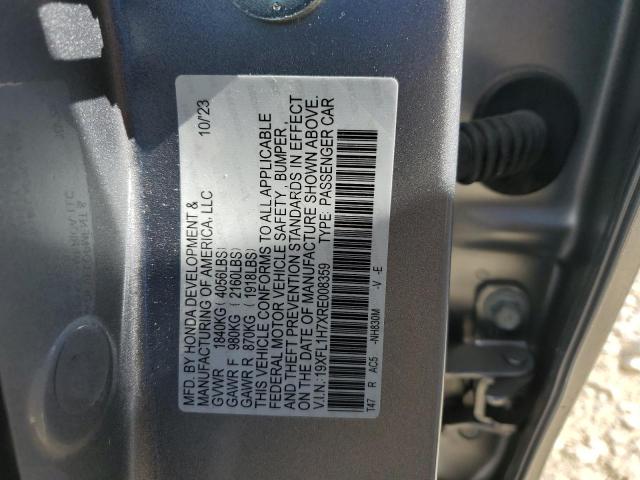 MFD. BY HONDA DEVELOPMENT & 10/'23
MANUFACTURING OF AMERICA, LLC
GVWR 1840KG ( 4056LBS)
GAWR F 980KG ( 2160LBS)
GAWR R 870KG ( 1918LBS)
THIS VEHICLE CONFORMS TO ALL APPLICABLE
FEDERAL MOTOR VEHICLE SAFETY , BUMPER ,
AND THEFT PREVENTION STANDARDS IN EFFECT
ON THE DATE OF MANUFACTURE SHOWN ABOVE.
V.I.N.:19XFL1H7XRE008359 TYPE: PASSENGER CAR
T47 R AC5 -NH830M -V -E